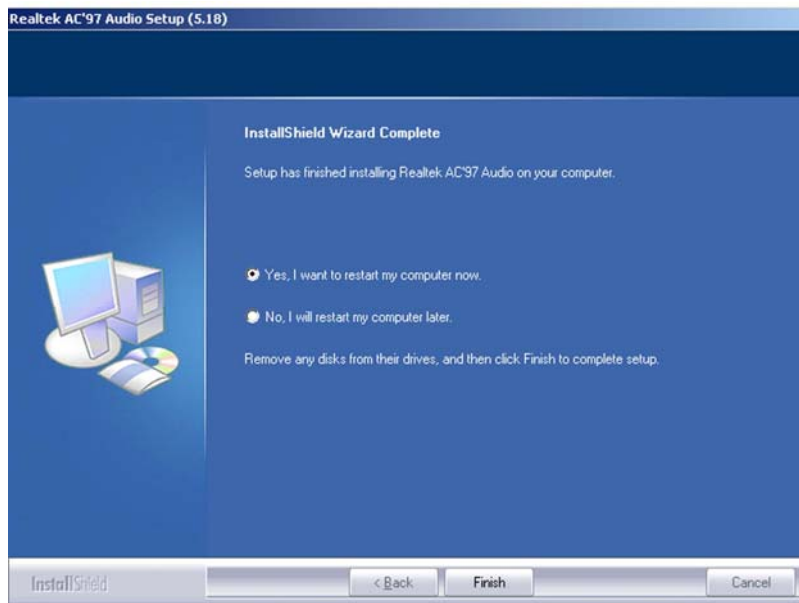 Realtek AC'97 Audio Setup (5.18)
InstallShield Wizard Complete
Setup has finished installing Realtek AC'97 Audio on your computer.
Yes, I want to restart my computer now.
No, I will restart my computer later.
Remove any disks from their drives, and then click Finish to complete setup.
InstallShield
< Back Finish Cancel